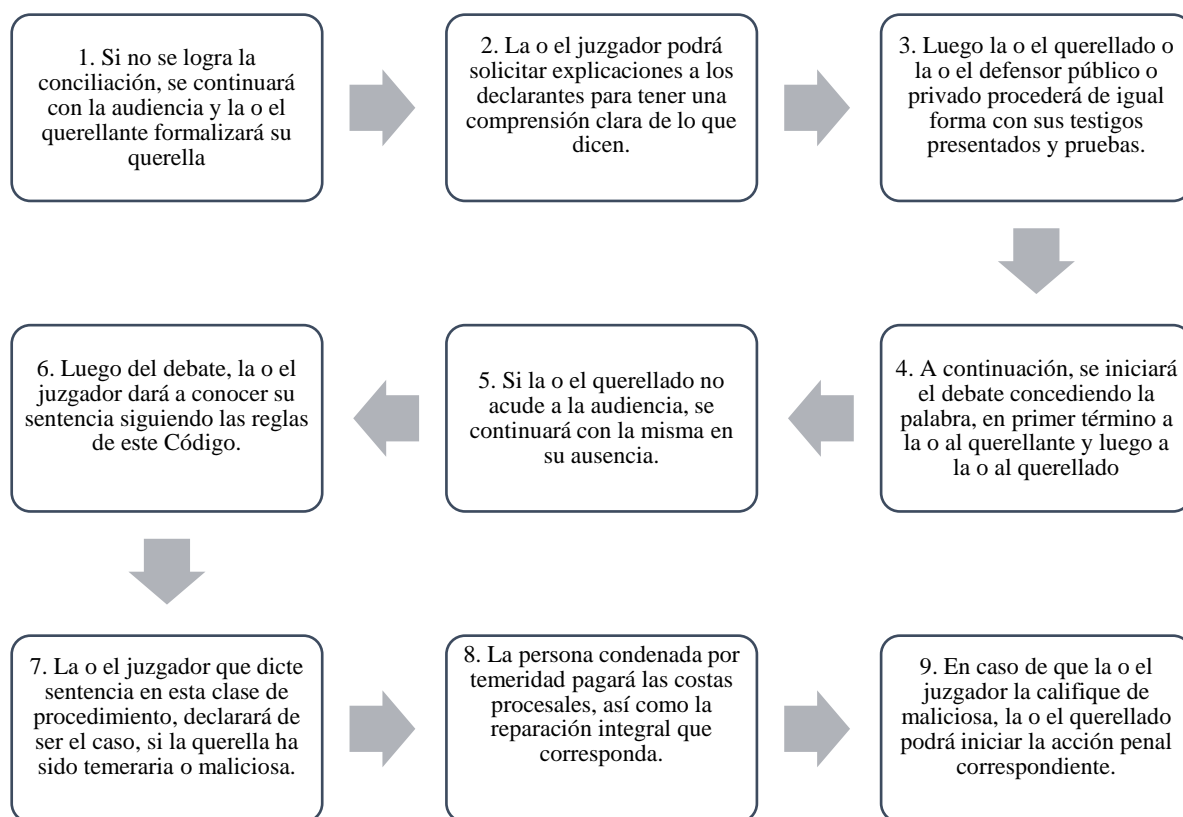 1. Si no se logra la
conciliación, se continuará
con la audiencia y la o el
querellante formalizará su
querella
2. La o el juzgador podrá
solicitar explicaciones a los
declarantes para tener una
comprensión clara de lo que
dicen.
3. Luego la o el querellado o
la o el defensor público o
privado procederá de igual
forma con sus testigos
presentados y pruebas.
4. A continuación, se iniciará
el debate concediendo la
palabra, en primer término a
la o al querellante y luego a
la o al querellado
5. Si la o el querellado no
acude a la audiencia, se
continuará con la misma en
su ausencia.
6. Luego del debate, la o el
juzgador dará a conocer su
sentencia siguiendo las reglas
de este Código.
7. La o el juzgador que dicte
sentencia en esta clase de
procedimiento, declarará de
ser el caso, si la querella ha
sido temeraria o maliciosa.
8. La persona condenada por
temeridad pagará las costas
procesales, así como la
reparación integral que
corresponda.
9. En caso de que la o el
juzgador la califique de
maliciosa, la o el querellado
podrá iniciar la acción penal
correspondiente.